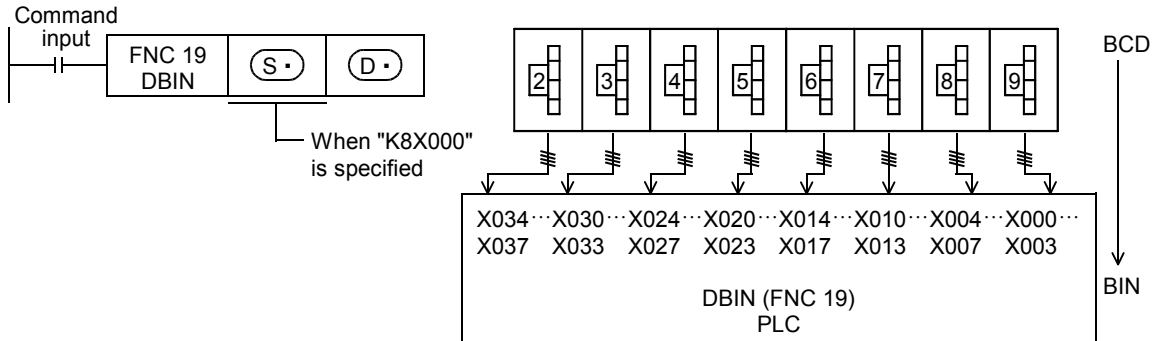 Command
input
FNC 19
DBIN
S・
D・
When "K8X000"
is specified
2 3 4 5 6 7 8 9
BCD
X034⋯X030⋯X024⋯X020⋯X014⋯X010⋯X004⋯X000⋯
X037 X033 X027 X023 X017 X013 X007 X003
BIN
DBIN (FNC 19)
PLC